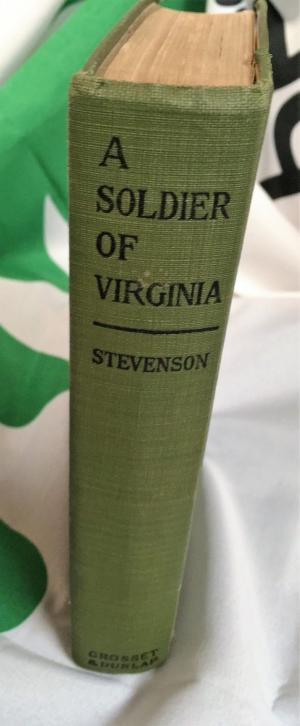 A
SOLDIER
OF
VIRGINIA
STEVENSON
GROSSET
& DUNLAP